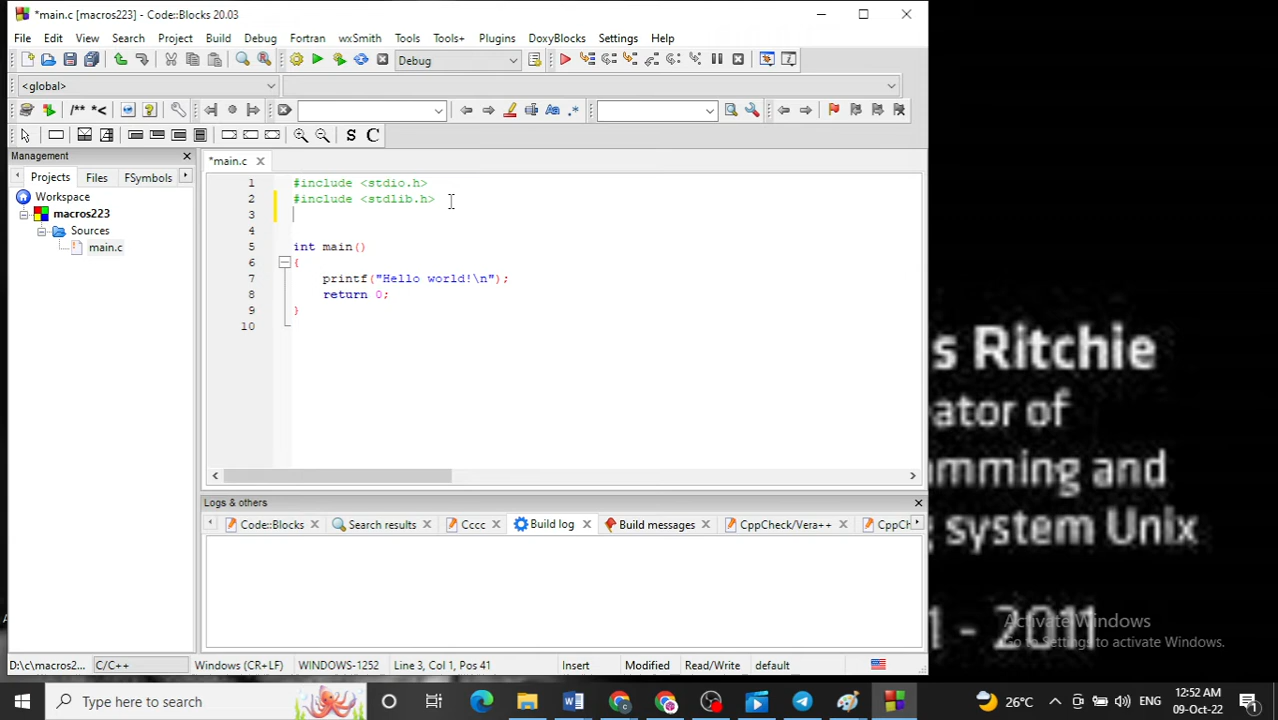 *main.c [macros223] - Code::Blocks 20.03
File Edit View Search Project Build Debug Fortran wxSmith Tools Tools+ Plugins DoxyBlocks Settings Help
Debug
<global>
/** *<
S C
Management
Projects Files FSymbols
Workspace
macros223
Sources
main.c
*main.c
1 #include <stdio.h>
2 #include <stdlib.h>
3
4
5 int main()
6 {
7 printf("Hello world!\n");
8 return 0;
9 }
10
Logs & others
Code::Blocks Search results Cccc Build log Build messages CppCheck/Vera++ CppCh
D:\c\macros2... C/C++ Windows (CR+LF) WINDOWS-1252 Line 3, Col 1, Pos 41 Insert Modified Read/Write default
s Ritchie
ator of
mming and
system Unix
1 - 2011
Activate Windows
Go to Settings to activate Windows.
Type here to search
26°C ENG 12:52 AM
09-Oct-22
1